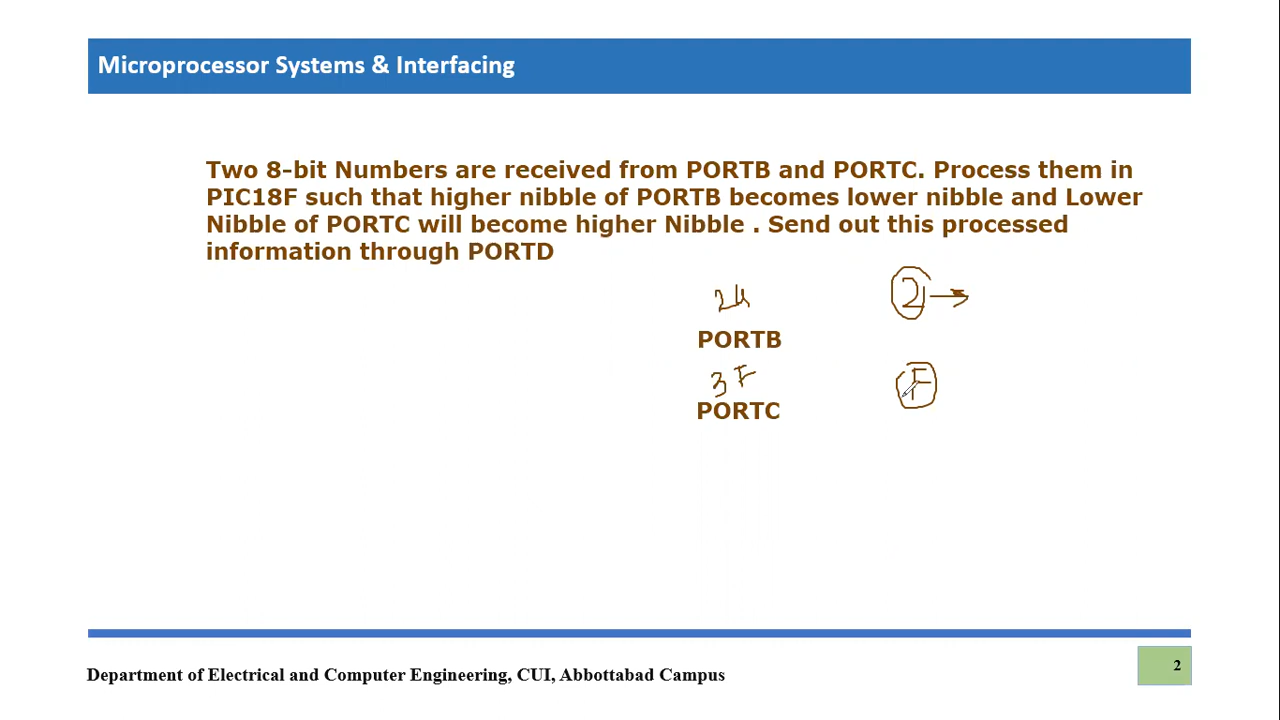 Microprocessor Systems & Interfacing
Two 8-bit Numbers are received from PORTB and PORTC. Process them in
PIC18F such that higher nibble of PORTB becomes lower nibble and Lower
Nibble of PORTC will become higher Nibble . Send out this processed
information through PORTD
24 2
PORTB
3F F
PORTC
2
Department of Electrical and Computer Engineering, CUI, Abbottabad Campus